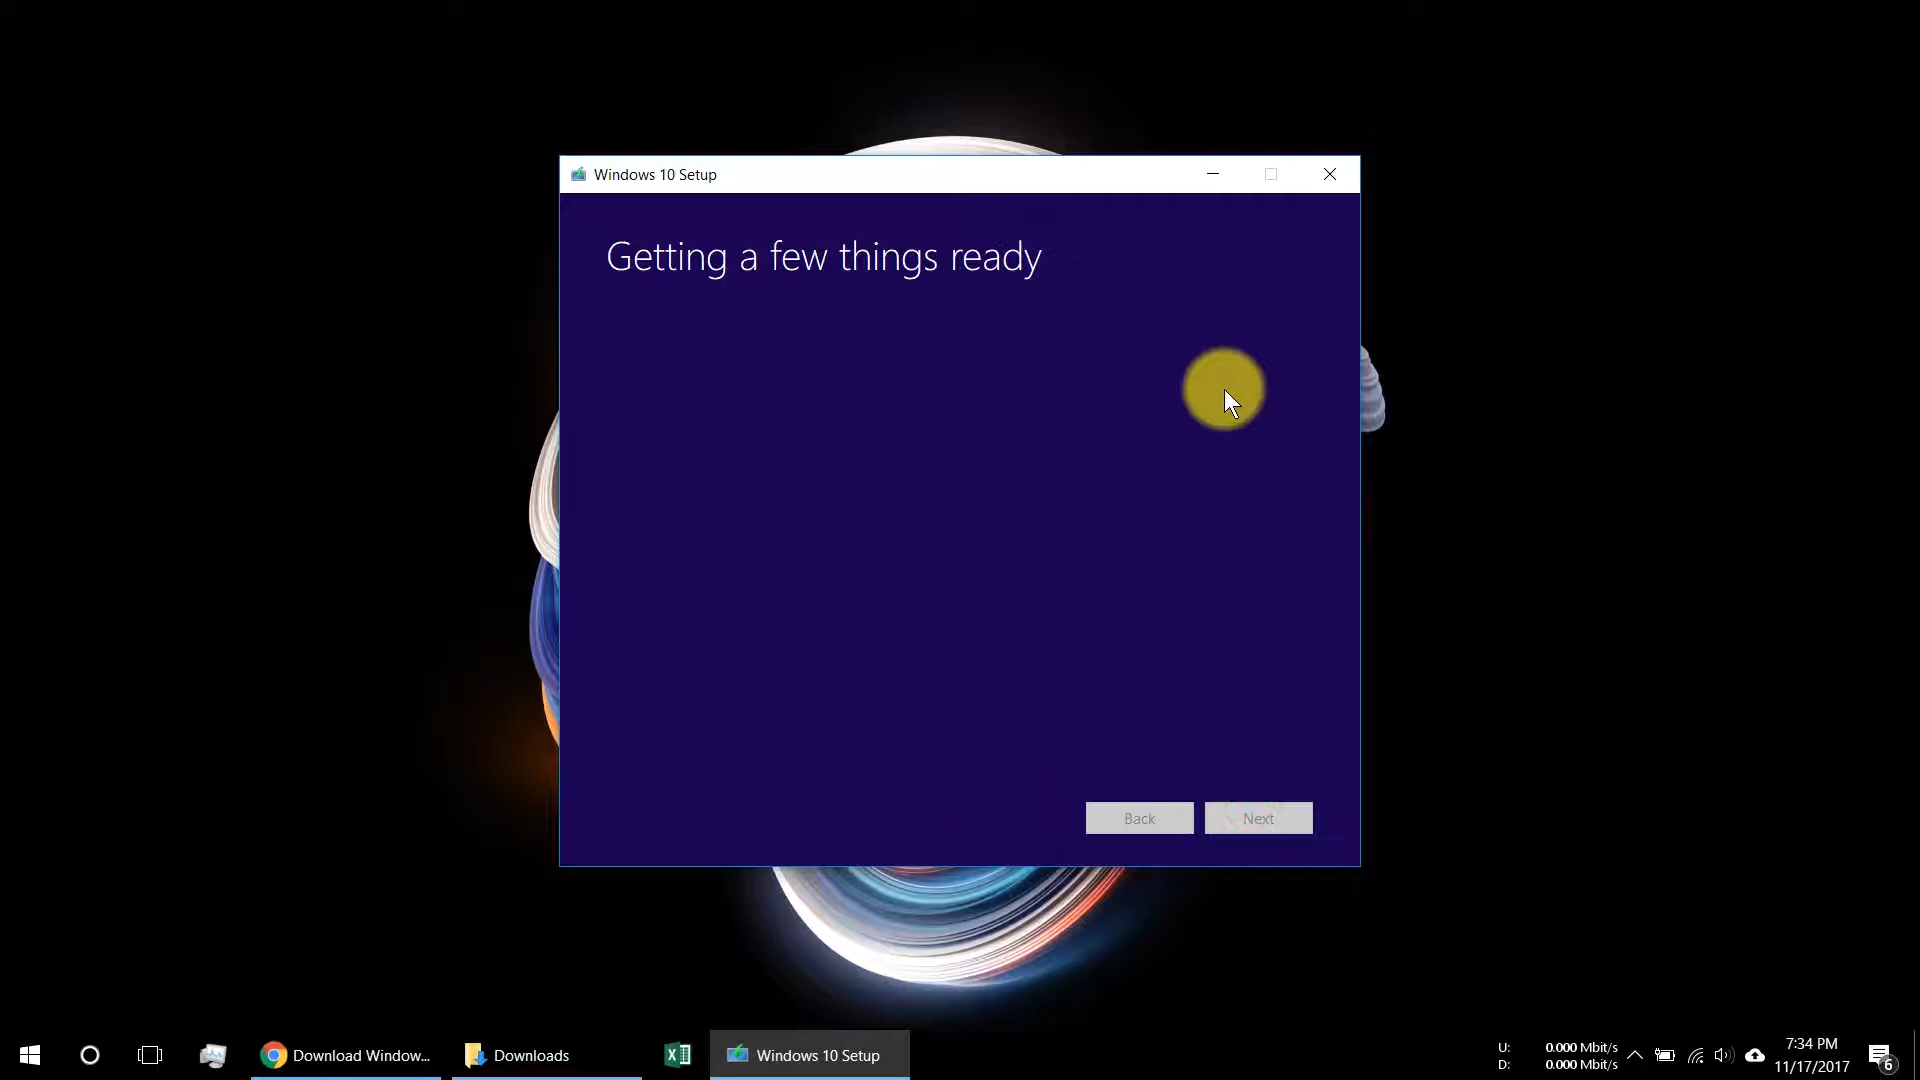 Windows 10 Setup
Getting a few things ready
Back
Next
Download Window...
Downloads
Windows 10 Setup
U: 0.000 Mbit/s
D: 0.000 Mbit/s
7:34 PM
11/17/2017
6